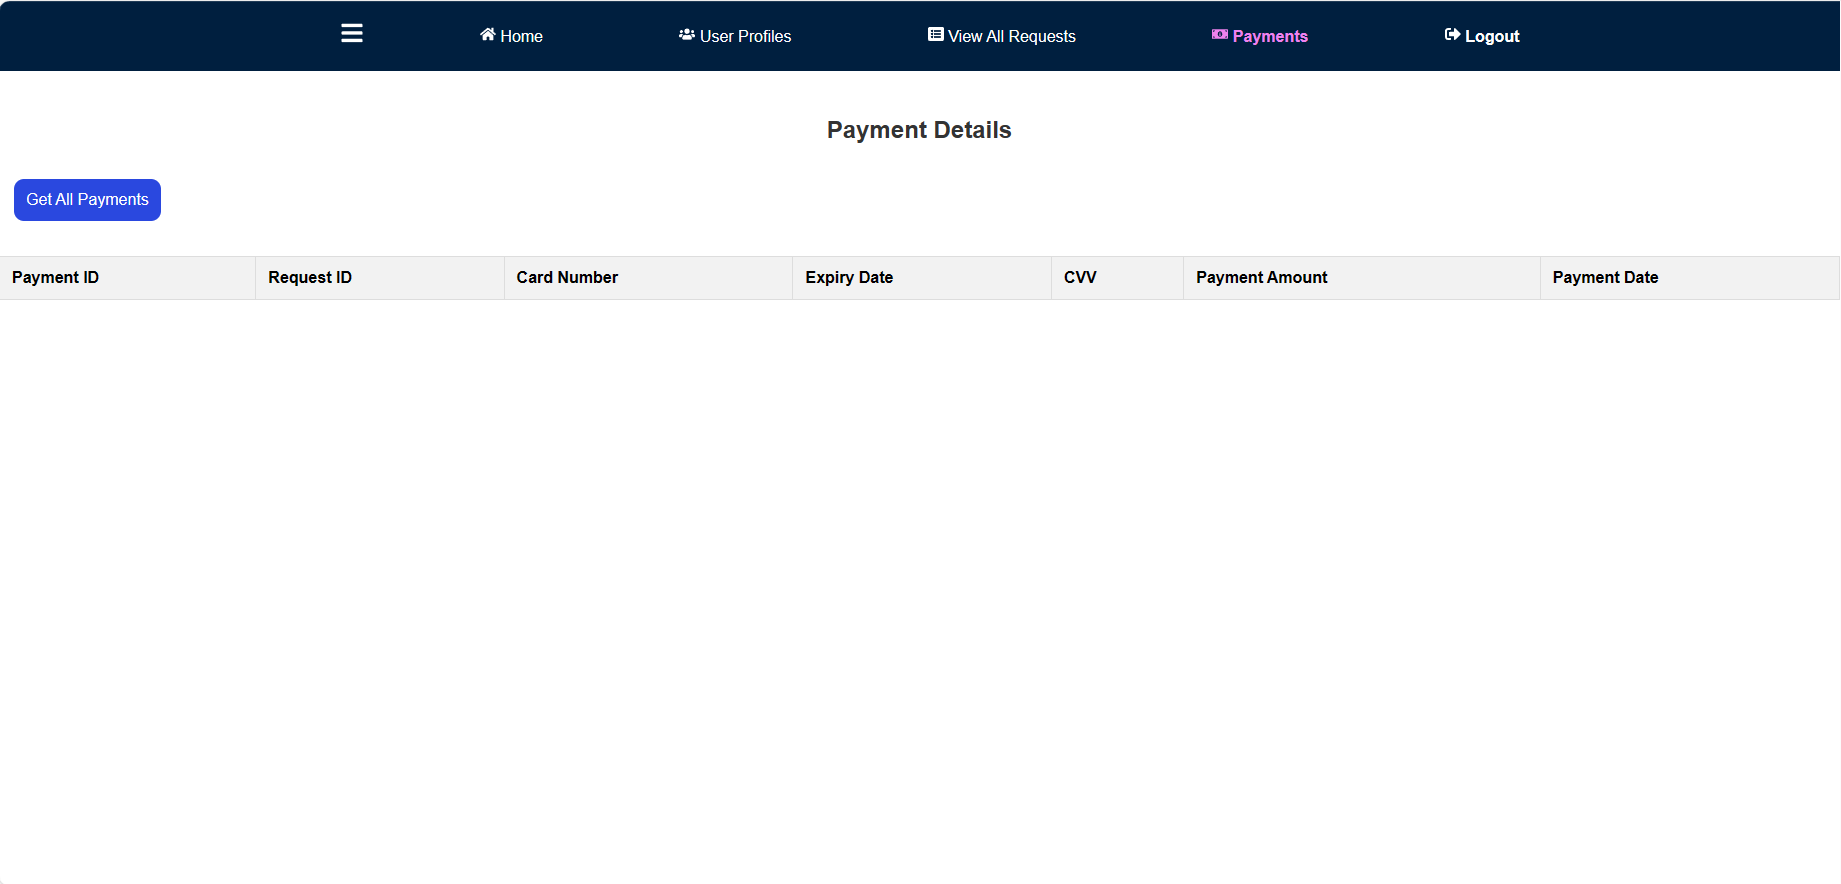 Home User Profiles View All Requests Payments Logout
Payment Details
Get All Payments
Payment ID Request ID Card Number Expiry Date CVV Payment Amount Payment Date